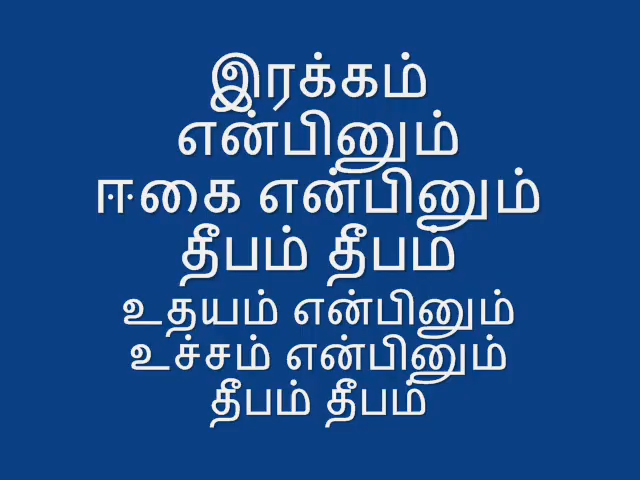 இரக்கம்
என்பினும்
ஈகை என்பினும்
தீபம் தீபம்
உதயம் என்பினும்
உச்சம் என்பினும்
தீபம் தீபம்